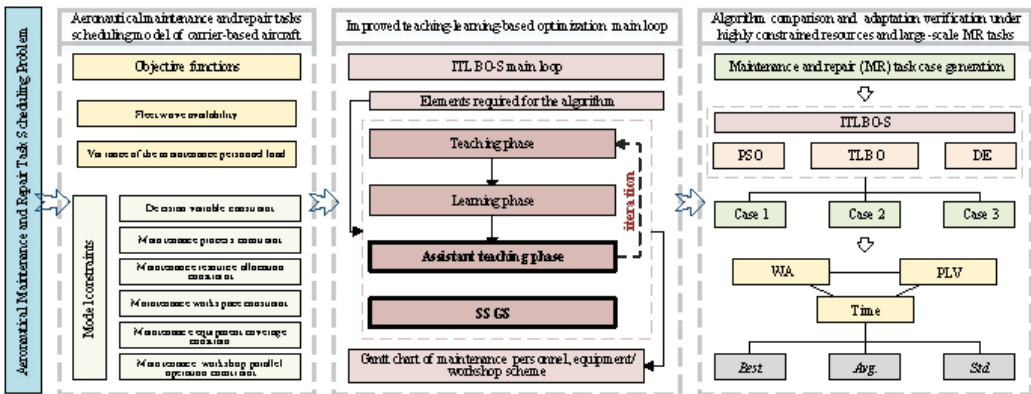 Aeronautical Maintenance and Repair Task Scheduling Problem
Aeronautical maintenance and repair tasks
scheduling model of carrier-based aircraft
Objective functions
Fleet wave availability
Variance of the maintenance personnel load
Model constraints
Decision variable constraint
Maintenance process constraint
Maintenance resource allocation
constraint
Maintenance workspace constraint
Maintenance equipment coverage
constraint
Maintenance workshop parallel
operation constraint
Improved teaching-learning-based optimization main loop
ITLBO-S main loop
Elements required for the algorithm
Teaching phase
Learning phase
Assistant teaching phase
iteration
SSGS
Gantt chart of maintenance personnel, equipment/
workshop scheme
Algorithm comparison and adaptation verification under
highly constrained resources and large-scale MR tasks
Maintenance and repair (MR) task case generation
ITLBO-S
PSO
TLBO
DE
Case 1
Case 2
Case 3
WA
PLV
Time
Best
Avg.
Std